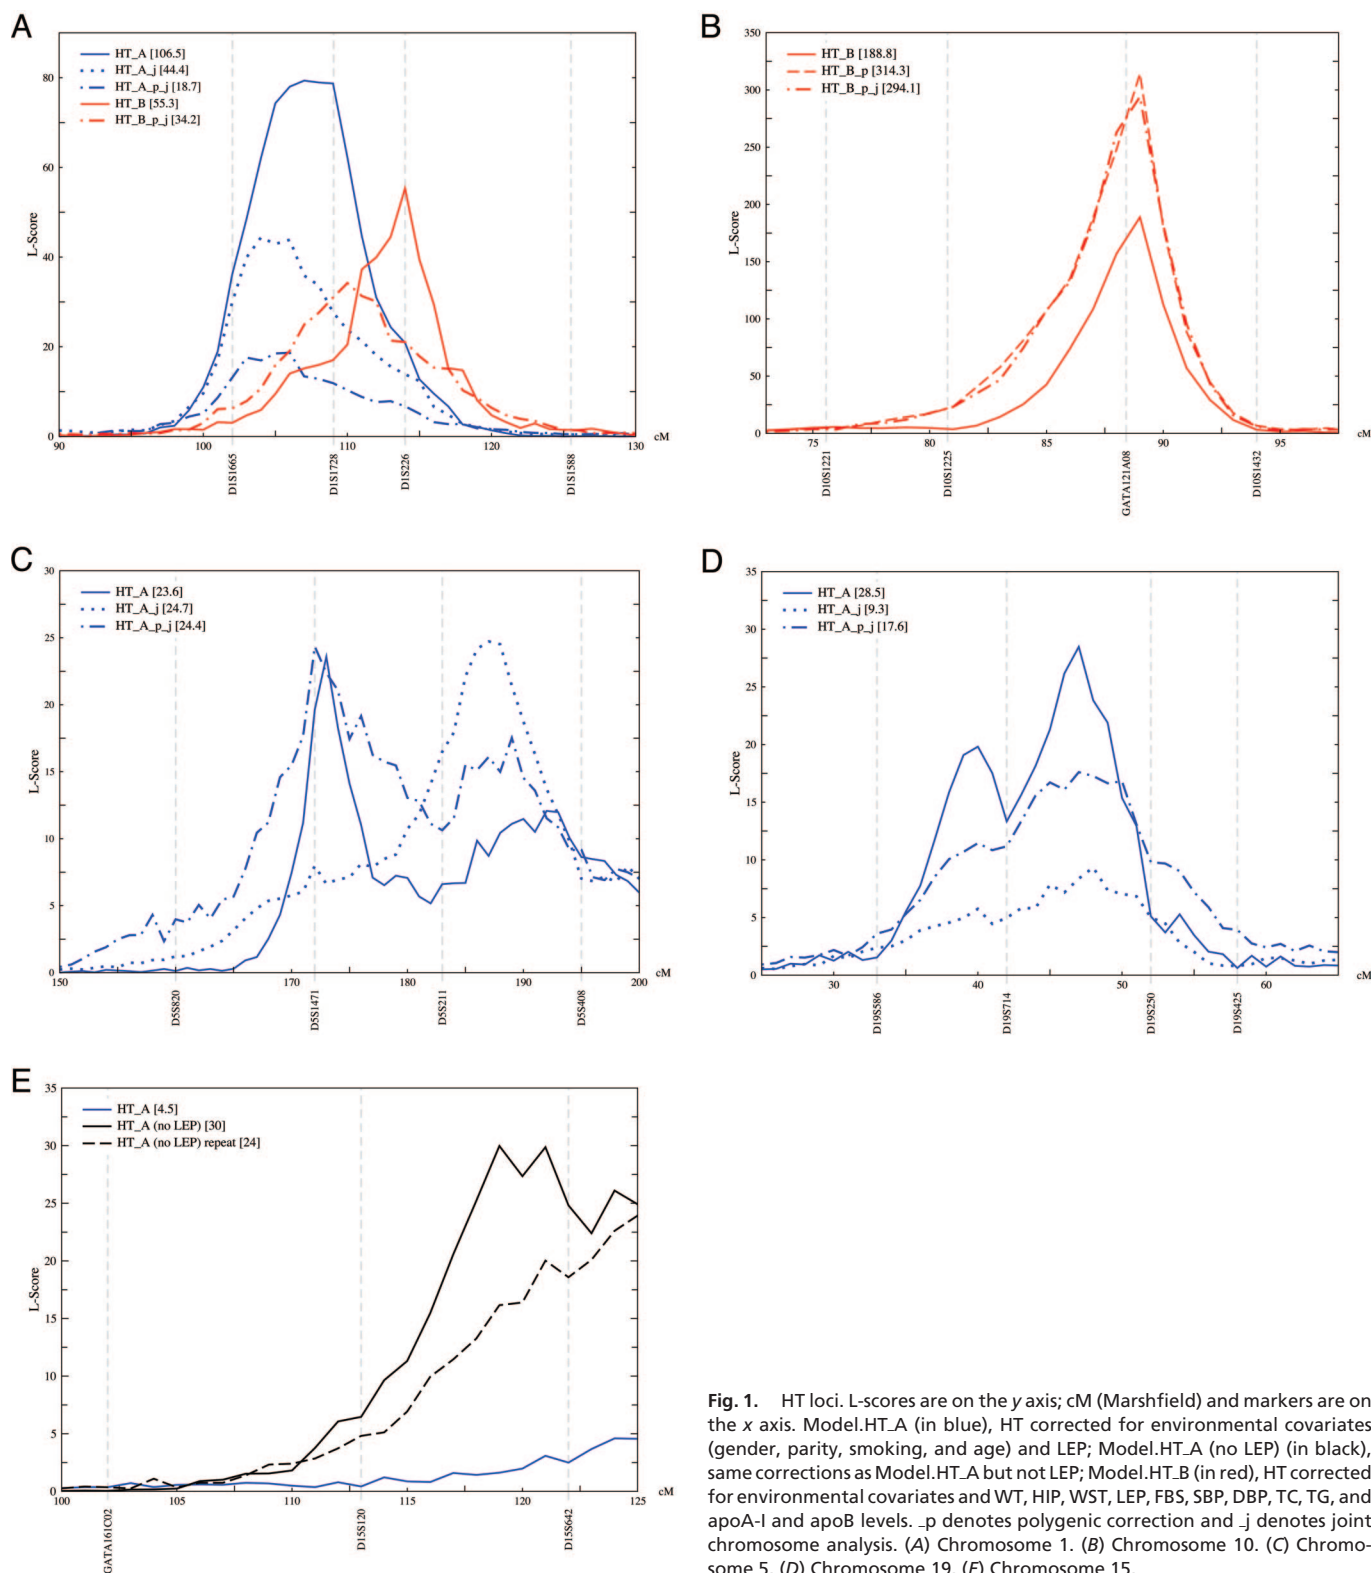 A
HT_A [106.5]
HT_A_j [44.4]
HT_A_p_j [18.7]
HT_B [55.3]
HT_B_p_j [34.2]
L-Score
80
60
40
20
0
90 100 110 120 130 cM
D1S1665 D1S1728 D1S226 D1S1588
B
HT_B [188.8]
HT_B_p [314.3]
HT_B_p_j [294.1]
L-Score
350
300
250
200
150
100
50
0
75 80 85 90 95 cM
D10S1221 D10S1225 GATA121A08 D10S1432
C
HT_A [23.6]
HT_A_j [24.7]
HT_A_p_j [24.4]
L-Score
30
25
20
15
10
5
0
150 170 180 190 200 cM
D5S820 D5S1471 D5S211 D5S408
D
HT_A [28.5]
HT_A_j [9.3]
HT_A_p_j [17.6]
L-Score
35
30
25
20
15
10
5
0
30 40 50 60 cM
D19S586 D19S714 D19S250 D19S425
E
HT_A [4.5]
HT_A (no LEP) [30]
HT_A (no LEP) repeat [24]
L-Score
35
30
25
20
15
10
5
0
100 105 110 115 120 125 cM
GATA161C02 D15S120 D15S642
Fig. 1. HT loci. L-scores are on the y axis; cM (Marshfield) and markers are on
the x axis. Model.HT_A (in blue), HT corrected for environmental covariates
(gender, parity, smoking, and age) and LEP; Model.HT_A (no LEP) (in black),
same corrections as Model.HT_A but not LEP; Model.HT_B (in red), HT corrected
for environmental covariates and WT, HIP, WST, LEP, FBS, SBP, DBP, TC, TG, and
apoA-I and apoB levels. _p denotes polygenic correction and _j denotes joint
chromosome analysis. (A) Chromosome 1. (B) Chromosome 10. (C) Chromo-
some 5. (D) Chromosome 19. (E) Chromosome 15.